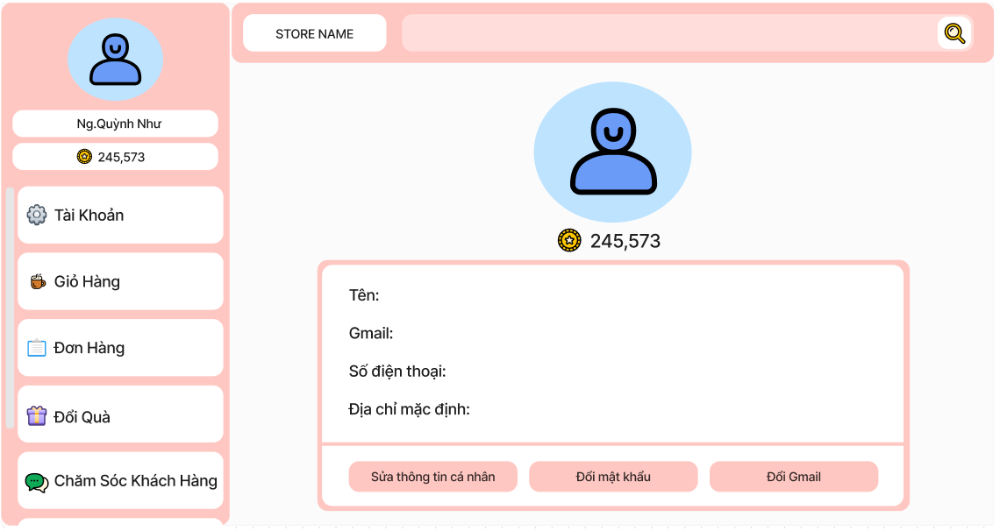 Ng.Quỳnh Như
245,573
Tài Khoản
Giỏ Hàng
Đơn Hàng
Đổi Quà
Chăm Sóc Khách Hàng
STORE NAME
245,573
Tên:
Gmail:
Số điện thoại:
Địa chỉ mặc định:
Sửa thông tin cá nhân
Đổi mật khẩu
Đổi Gmail